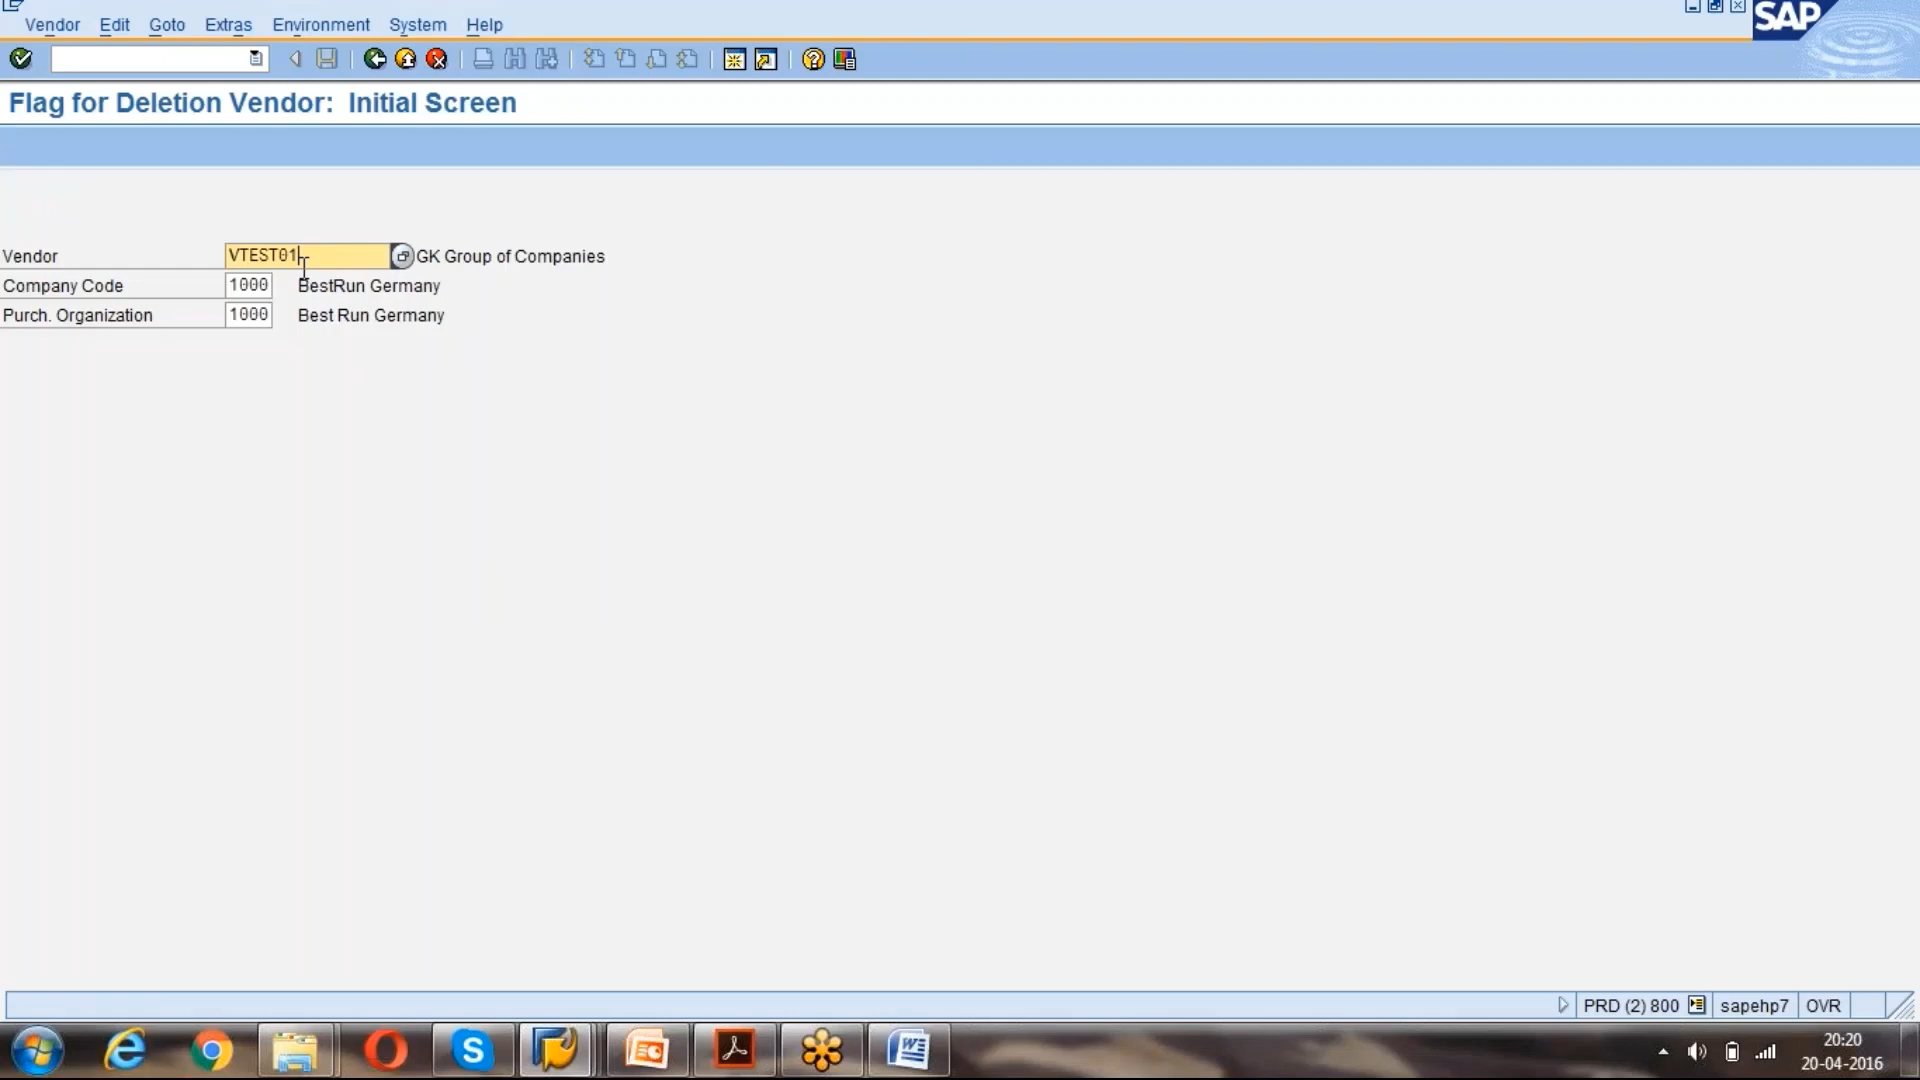 Vendor Edit Goto Extras Environment System Help
SAP
Flag for Deletion Vendor: Initial Screen
Vendor VTEST01 GK Group of Companies
Company Code 1000 BestRun Germany
Purch. Organization 1000 Best Run Germany
PRD (2) 800 sapehp7 OVR
20:20
20-04-2016